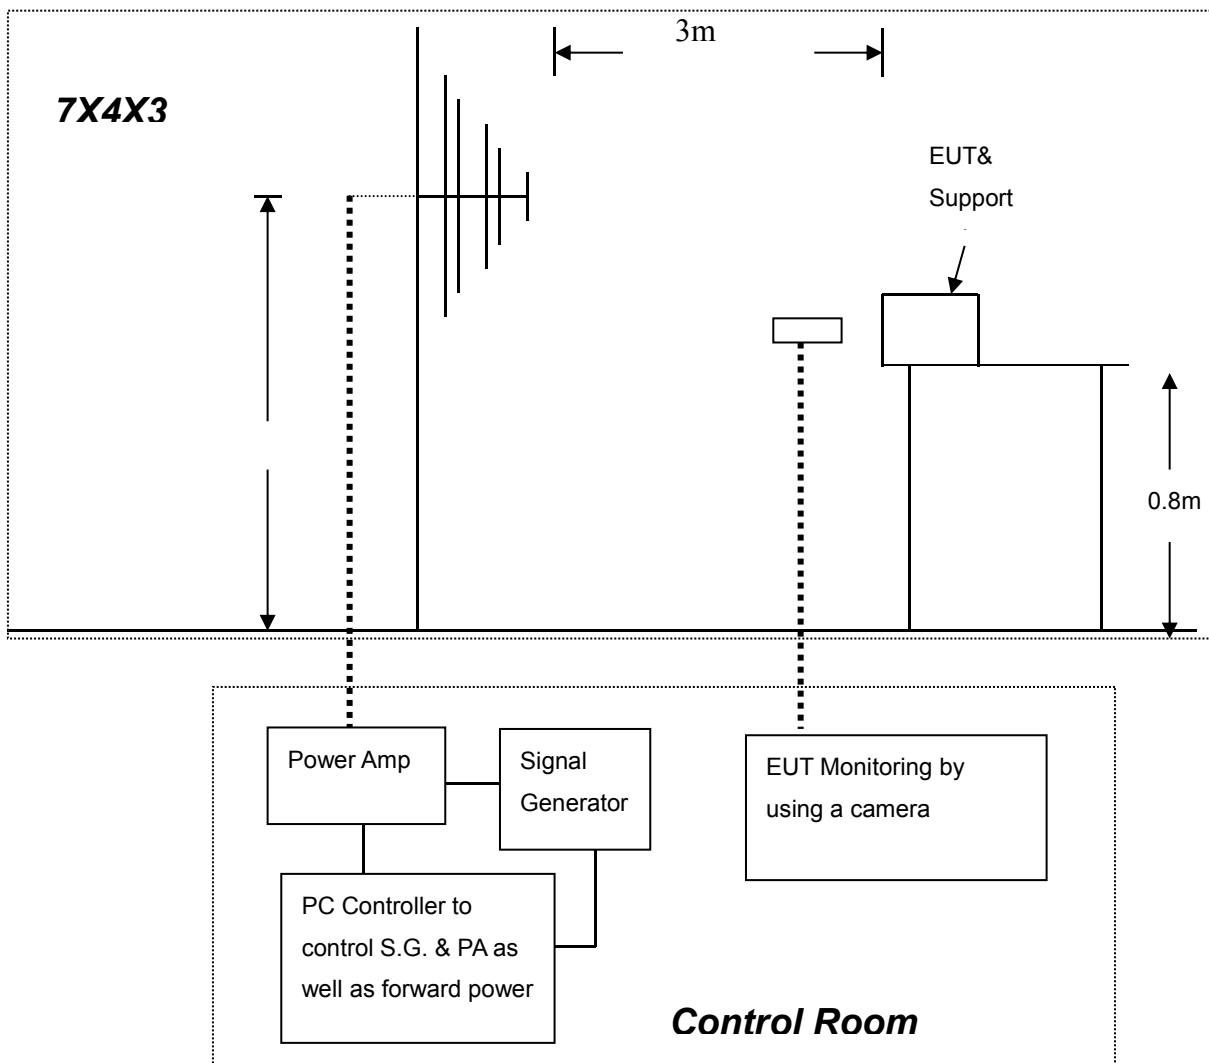 3m
7X4X3
EUT&
Support
0.8m
Power Amp
Signal
Generator
EUT Monitoring by
using a camera
PC Controller to
control S.G. & PA as
well as forward power
Control Room